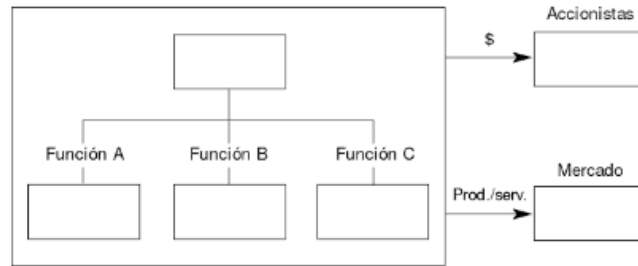 Accionistas
$
Función A
Función B
Función C
Mercado
Prod./serv.